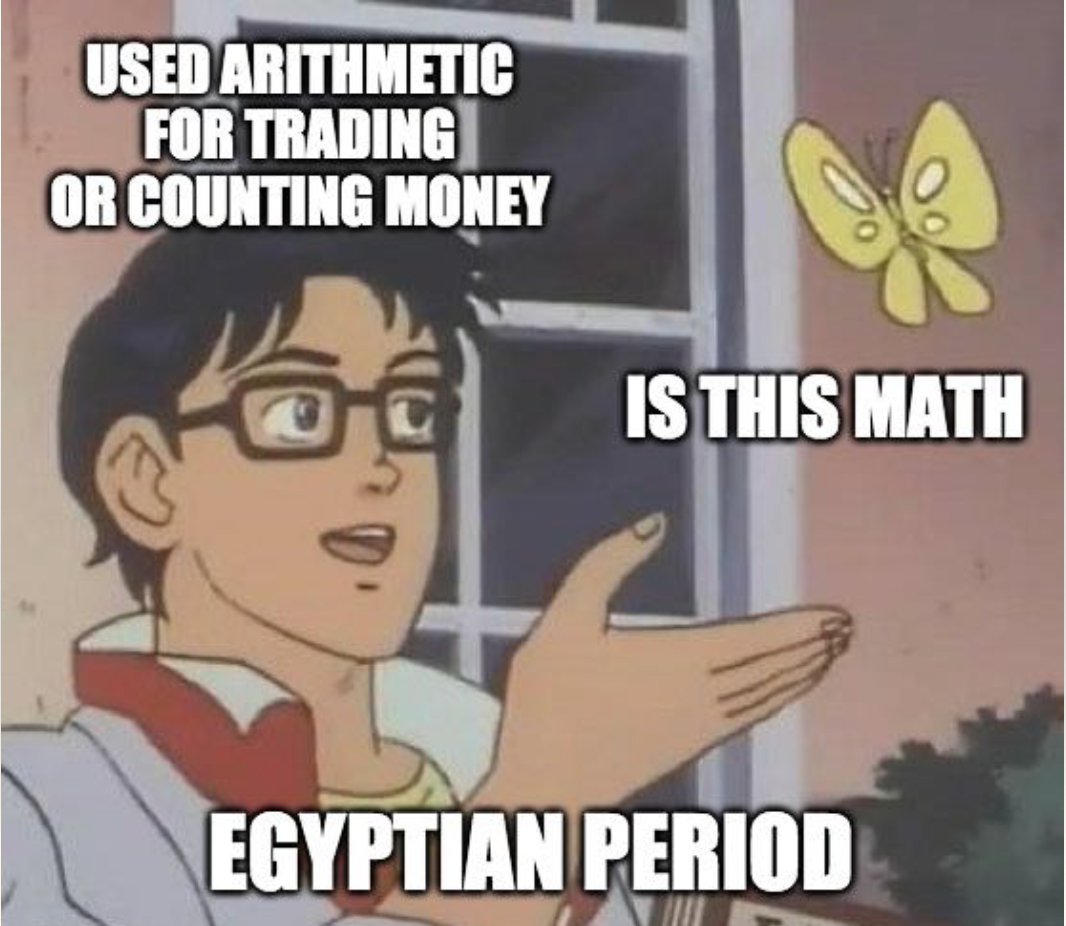 USED ARITHMETIC
FOR TRADING
OR COUNTING MONEY
IS THIS MATH
EGYPTIAN PERIOD